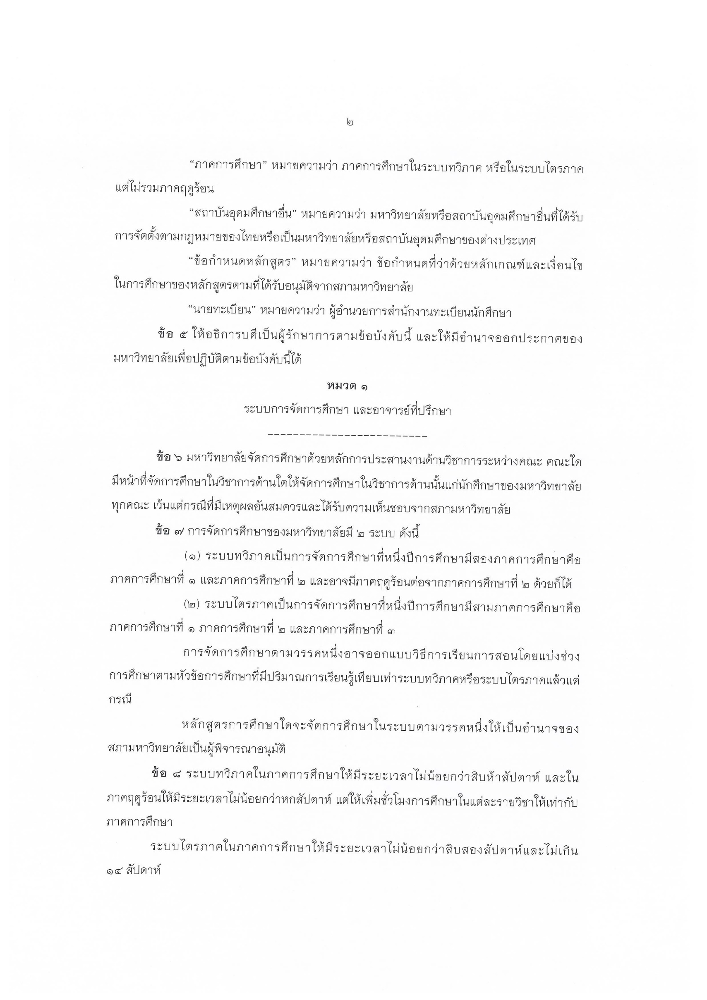 ๒
“ภาคการศึกษา” หมายความว่า ภาคการศึกษาในระบบทวิภาค หรือในระบบไตรภาค
แต่ไม่รวมภาคฤดูร้อน
“สถาบันอุดมศึกษาอื่น” หมายความว่า มหาวิทยาลัยหรือสถาบันอุดมศึกษาอื่นที่ได้รับ
การจัดตั้งตามกฎหมายของไทยหรือเป็นมหาวิทยาลัยหรือสถาบันอุดมศึกษาของต่างประเทศ
“ข้อกำหนดหลักสูตร” หมายความว่า ข้อกำหนดที่ว่าด้วยหลักเกณฑ์และเงื่อนไข
ในการศึกษาของหลักสูตรตามที่ได้รับอนุมัติจากสภามหาวิทยาลัย
“นายทะเบียน” หมายความว่า ผู้อำนวยการสำนักงานทะเบียนนักศึกษา
ข้อ ๕ ให้อธิการบดีเป็นผู้รักษาการตามข้อบังคับนี้ และให้มีอำนาจออกประกาศของ
มหาวิทยาลัยเพื่อปฏิบัติตามข้อบังคับนี้ได้
หมวด ๑
ระบบการจัดการศึกษา และอาจารย์ที่ปรึกษา
-------------------------
ข้อ ๖ มหาวิทยาลัยจัดการศึกษาด้วยหลักการประสานงานด้านวิชาการระหว่างคณะ คณะใด
มีหน้าที่จัดการศึกษาในวิชาการด้านใดให้จัดการศึกษาในวิชาการด้านนั้นแก่นักศึกษาของมหาวิทยาลัย
ทุกคณะ เว้นแต่กรณีที่มีเหตุผลอันสมควรและได้รับความเห็นชอบจากสภามหาวิทยาลัย
ข้อ ๗ การจัดการศึกษาของมหาวิทยาลัยมี ๒ ระบบ ดังนี้
(๑) ระบบทวิภาคเป็นการจัดการศึกษาที่หนึ่งปีการศึกษามีสองภาคการศึกษาคือ
ภาคการศึกษาที่ ๑ และภาคการศึกษาที่ ๒ และอาจมีภาคฤดูร้อนต่อจากภาคการศึกษาที่ ๒ ด้วยก็ได้
(๒) ระบบไตรภาคเป็นการจัดการศึกษาที่หนึ่งปีการศึกษามีสามภาคการศึกษาคือ
ภาคการศึกษาที่ ๑ ภาคการศึกษาที่ ๒ และภาคการศึกษาที่ ๓
การจัดการศึกษาตามวรรคหนึ่งอาจออกแบบวิธีการเรียนการสอนโดยแบ่งช่วง
การศึกษาตามหัวข้อการศึกษาที่มีปริมาณการเรียนรู้เทียบเท่าระบบทวิภาคหรือระบบไตรภาคแล้วแต่
กรณี
หลักสูตรการศึกษาใดจะจัดการศึกษาในระบบตามวรรคหนึ่งให้เป็นอำนาจของ
สภามหาวิทยาลัยเป็นผู้พิจารณาอนุมัติ
ข้อ ๘ ระบบทวิภาคในภาคการศึกษาให้มีระยะเวลาไม่น้อยกว่าสิบห้าสัปดาห์ และใน
ภาคฤดูร้อนให้มีระยะเวลาไม่น้อยกว่าหกสัปดาห์ แต่ให้เพิ่มชั่วโมงการศึกษาในแต่ละรายวิชาให้เท่ากับ
ภาคการศึกษา
ระบบไตรภาคในภาคการศึกษาให้มีระยะเวลาไม่น้อยกว่าสิบสองสัปดาห์และไม่เกิน
๑๔ สัปดาห์